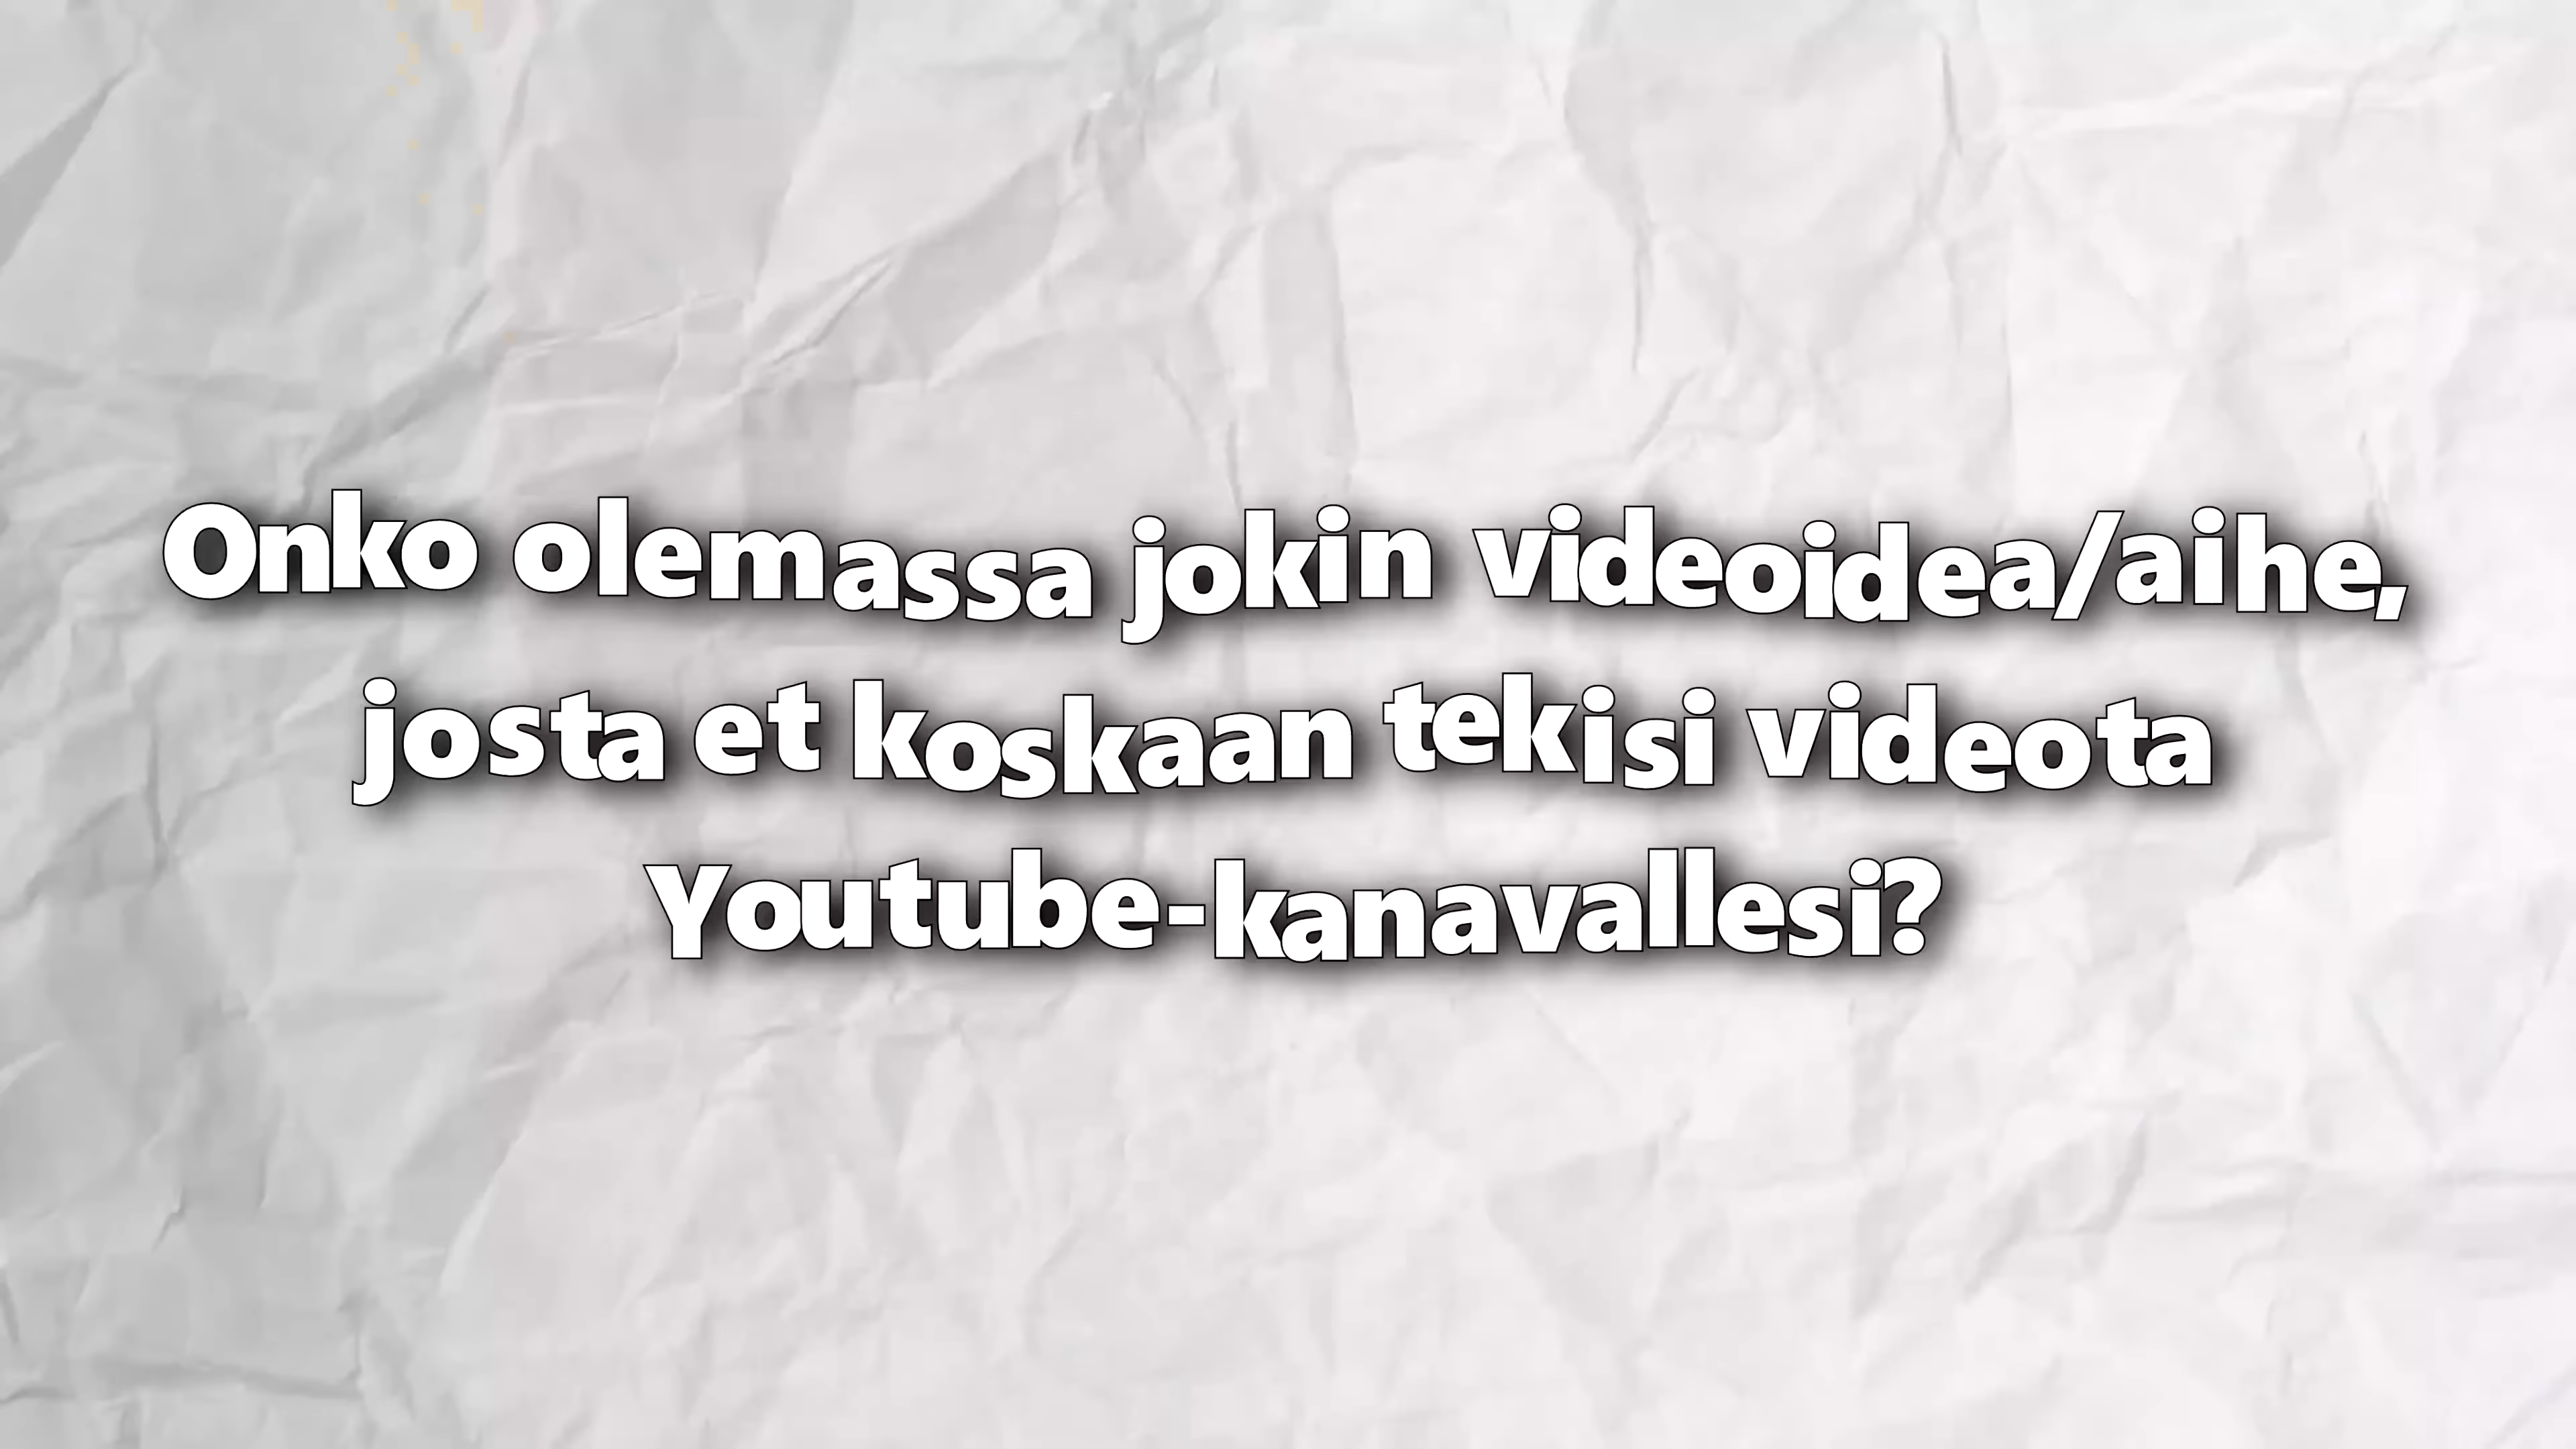 Onko olemassa jokin videoidea/aihe,
josta et koskaan tekisi videota
Youtube-kanavallesi?